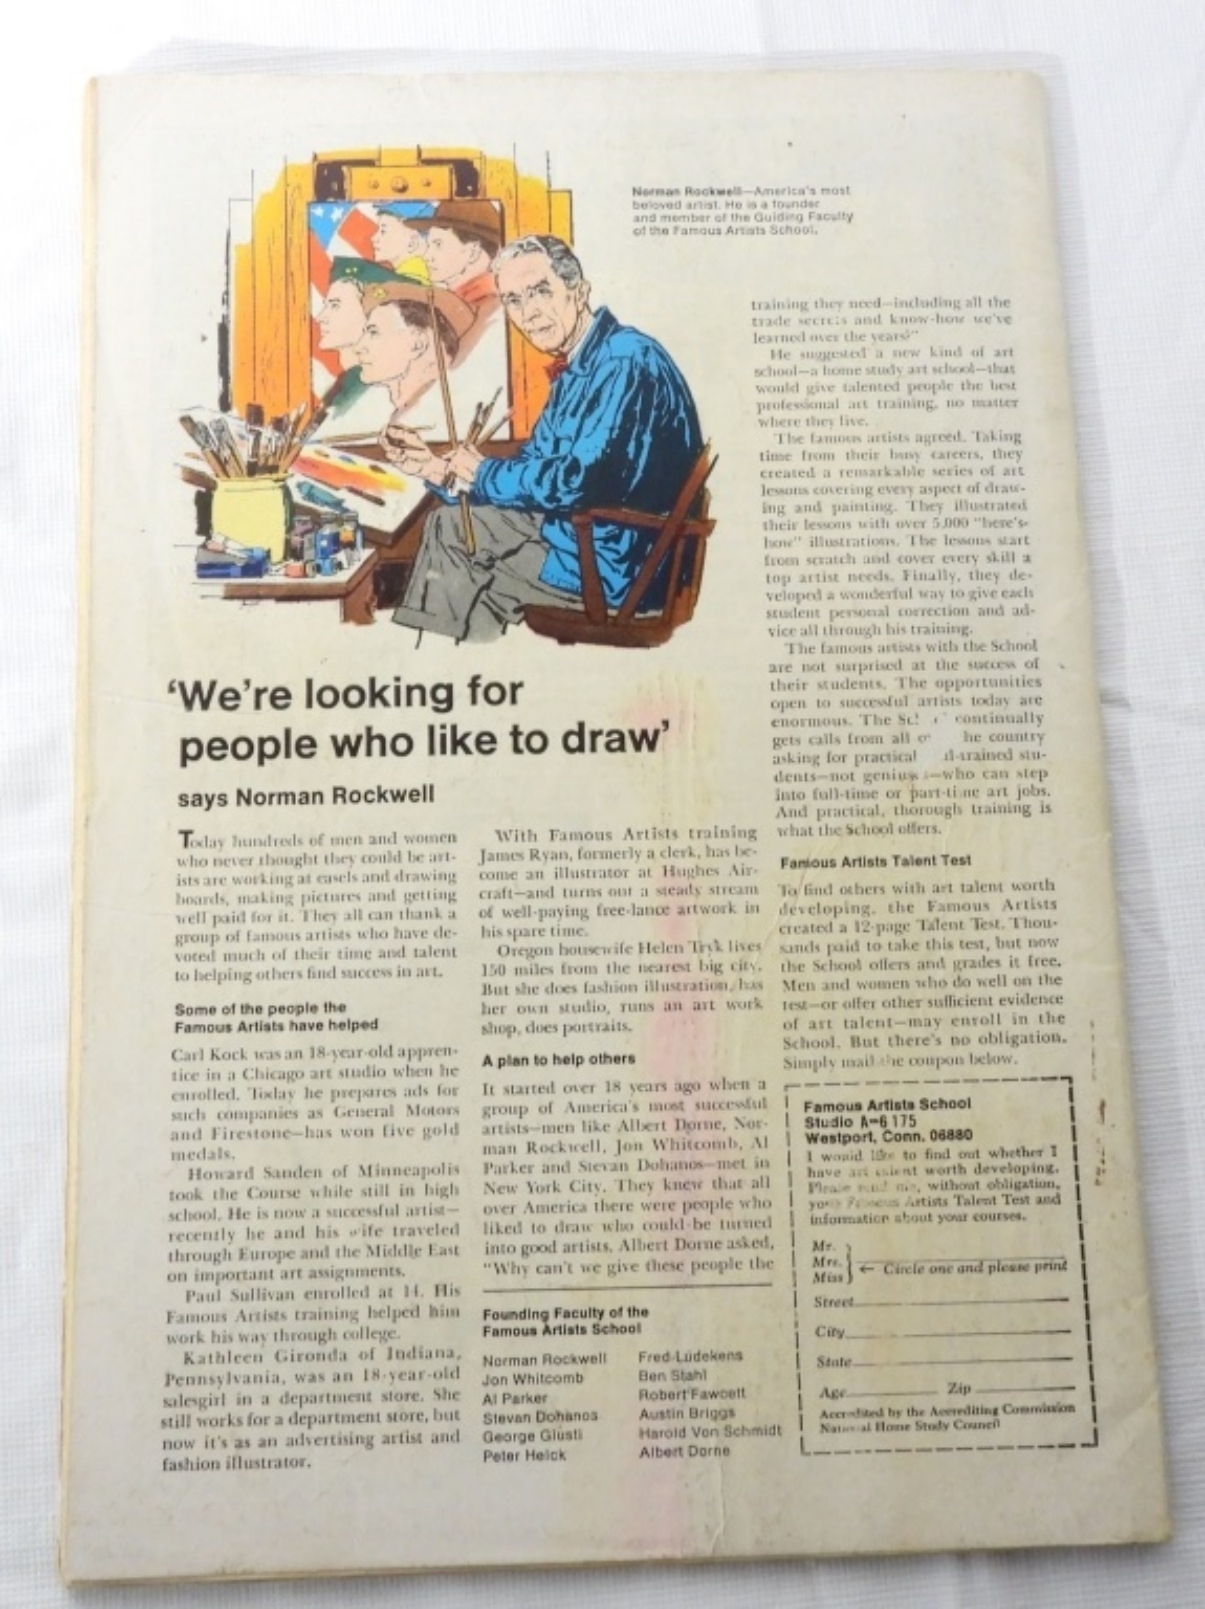 Norman Rockwell—America's most
beloved artist. He is a founder
and member of the Guiding Faculty
of the Famous Artists School.
'We're looking for
people who like to draw'
says Norman Rockwell
Today hundreds of men and women
who never thought they could be art-
ists are working at easels and drawing
boards, making pictures and getting
well paid for it. They all can thank a
group of famous artists who have de-
voted much of their time and talent
to helping others find success in art.
Some of the people the
Famous Artists have helped
Carl Kock was an 18-year-old appren-
tice in a Chicago art studio when he
enrolled. Today he prepares ads for
such companies as General Motors
and Firestone—has won five gold
medals.
Howard Sanden of Minneapolis
took the Course while still in high
school. He is now a successful artist—
recently he and his wife traveled
through Europe and the Middle East
on important art assignments.
Paul Sullivan enrolled at 14. His
Famous Artists training helped him
work his way through college.
Kathleen Gironda of Indiana,
Pennsylvania, was an 18-year-old
salesgirl in a department store. She
still works for a department store, but
now it's as an advertising artist and
fashion illustrator.
With Famous Artists training
James Ryan, formerly a clerk, has be-
come an illustrator at Hughes Air-
craft—and turns out a steady stream
of well-paying free-lance artwork in
his spare time.
Oregon housewife Helen Tryk lives
150 miles from the nearest big city.
But she does fashion illustration, has
her own studio, runs an art work
shop, does portraits.
A plan to help others
It started over 18 years ago when a
group of America's most successful
artists—men like Albert Dorne, Nor-
man Rockwell, Jon Whitcomb, Al
Parker and Stevan Dohanos—met in
New York City. They knew that all
over America there were people who
liked to draw who could be turned
into good artists. Albert Dorne asked,
"Why can't we give these people the
Founding Faculty of the
Famous Artists School
Norman Rockwell
Jon Whitcomb
Al Parker
Stevan Dohanos
George Giusti
Peter Helck
Fred Ludekens
Ben Stahl
Robert Fawcett
Austin Briggs
Harold Von Schmidt
Albert Dorne
training they need—including all the
trade secrets and know-how we've
learned over the years?"
He suggested a new kind of art
school—a home study art school—that
would give talented people the best
professional art training, no matter
where they live.
The famous artists agreed. Taking
time from their busy careers, they
created a remarkable series of art
lessons covering every aspect of draw-
ing and painting. They illustrated
their lessons with over 5,000 "here's-
how" illustrations. The lessons start
from scratch and cover every skill a
top artist needs. Finally, they de-
veloped a wonderful way to give each
student personal correction and ad-
vice all through his training.
The famous artists with the School
are not surprised at the success of
their students. The opportunities
open to successful artists today are
enormous. The continually
gets calls from all he country
asking for practical d-trained stu-
dents—not genius —who can step
into full-time or part-time art jobs.
And practical, thorough training is
what the School offers.
Famous Artists Talent Test
To find others with art talent worth
developing, the Famous Artists
created a 12-page Talent Test. Thou-
sands paid to take this test, but now
the School offers and grades it free.
Men and women who do well on the
test—or offer other sufficient evidence
of art talent—may enroll in the
School. But there's no obligation.
Simply mail the coupon below.
Famous Artists School
Studio A-6175
Westport, Conn. 06880
I would like to find out whether I
have art talent worth developing.
Please send me, without obligation,
your Famous Artists Talent Test and
information about your courses.
Mr.
Mrs.
Miss
← Circle one and please print
Street
City
State
Age Zip
Accredited by the Accrediting Commission
National Home Study Council